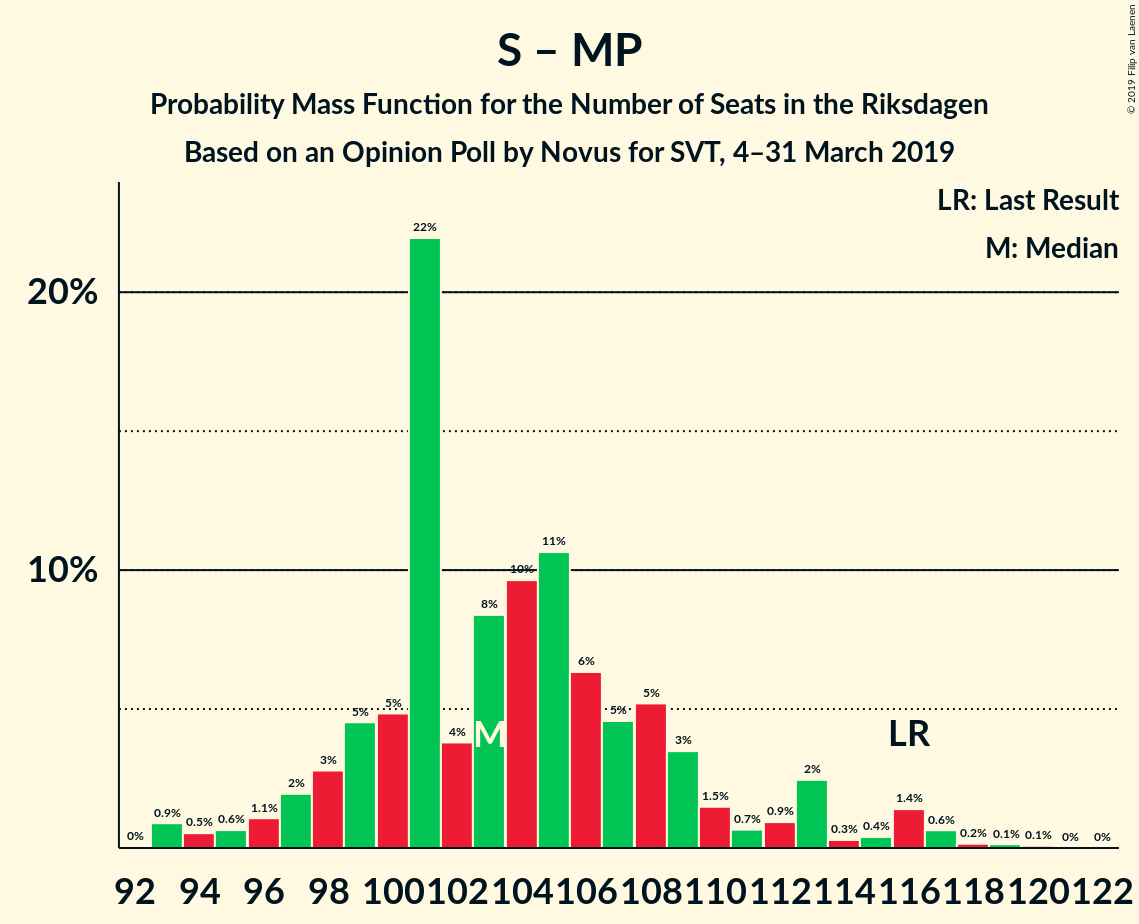 S – MP
Probability Mass Function for the Number of Seats in the Riksdagen
Based on an Opinion Poll by Novus for SVT, 4–31 March 2019
© 2019 Filip van Laenen
LR: Last Result
M: Median
20%
10%
0% 0.9% 0.5% 0.6% 1.1% 2% 3% 5% 5% 22% 4% 8% 10% 11% 6% 5% 5% 3% 1.5% 0.7% 0.9% 2% 0.3% 0.4% 1.4% 0.6% 0.2% 0.1% 0.1% 0% 0%
M
LR
92 94 96 98 100 102 104 106 108 110 112 114 116 118 120 122